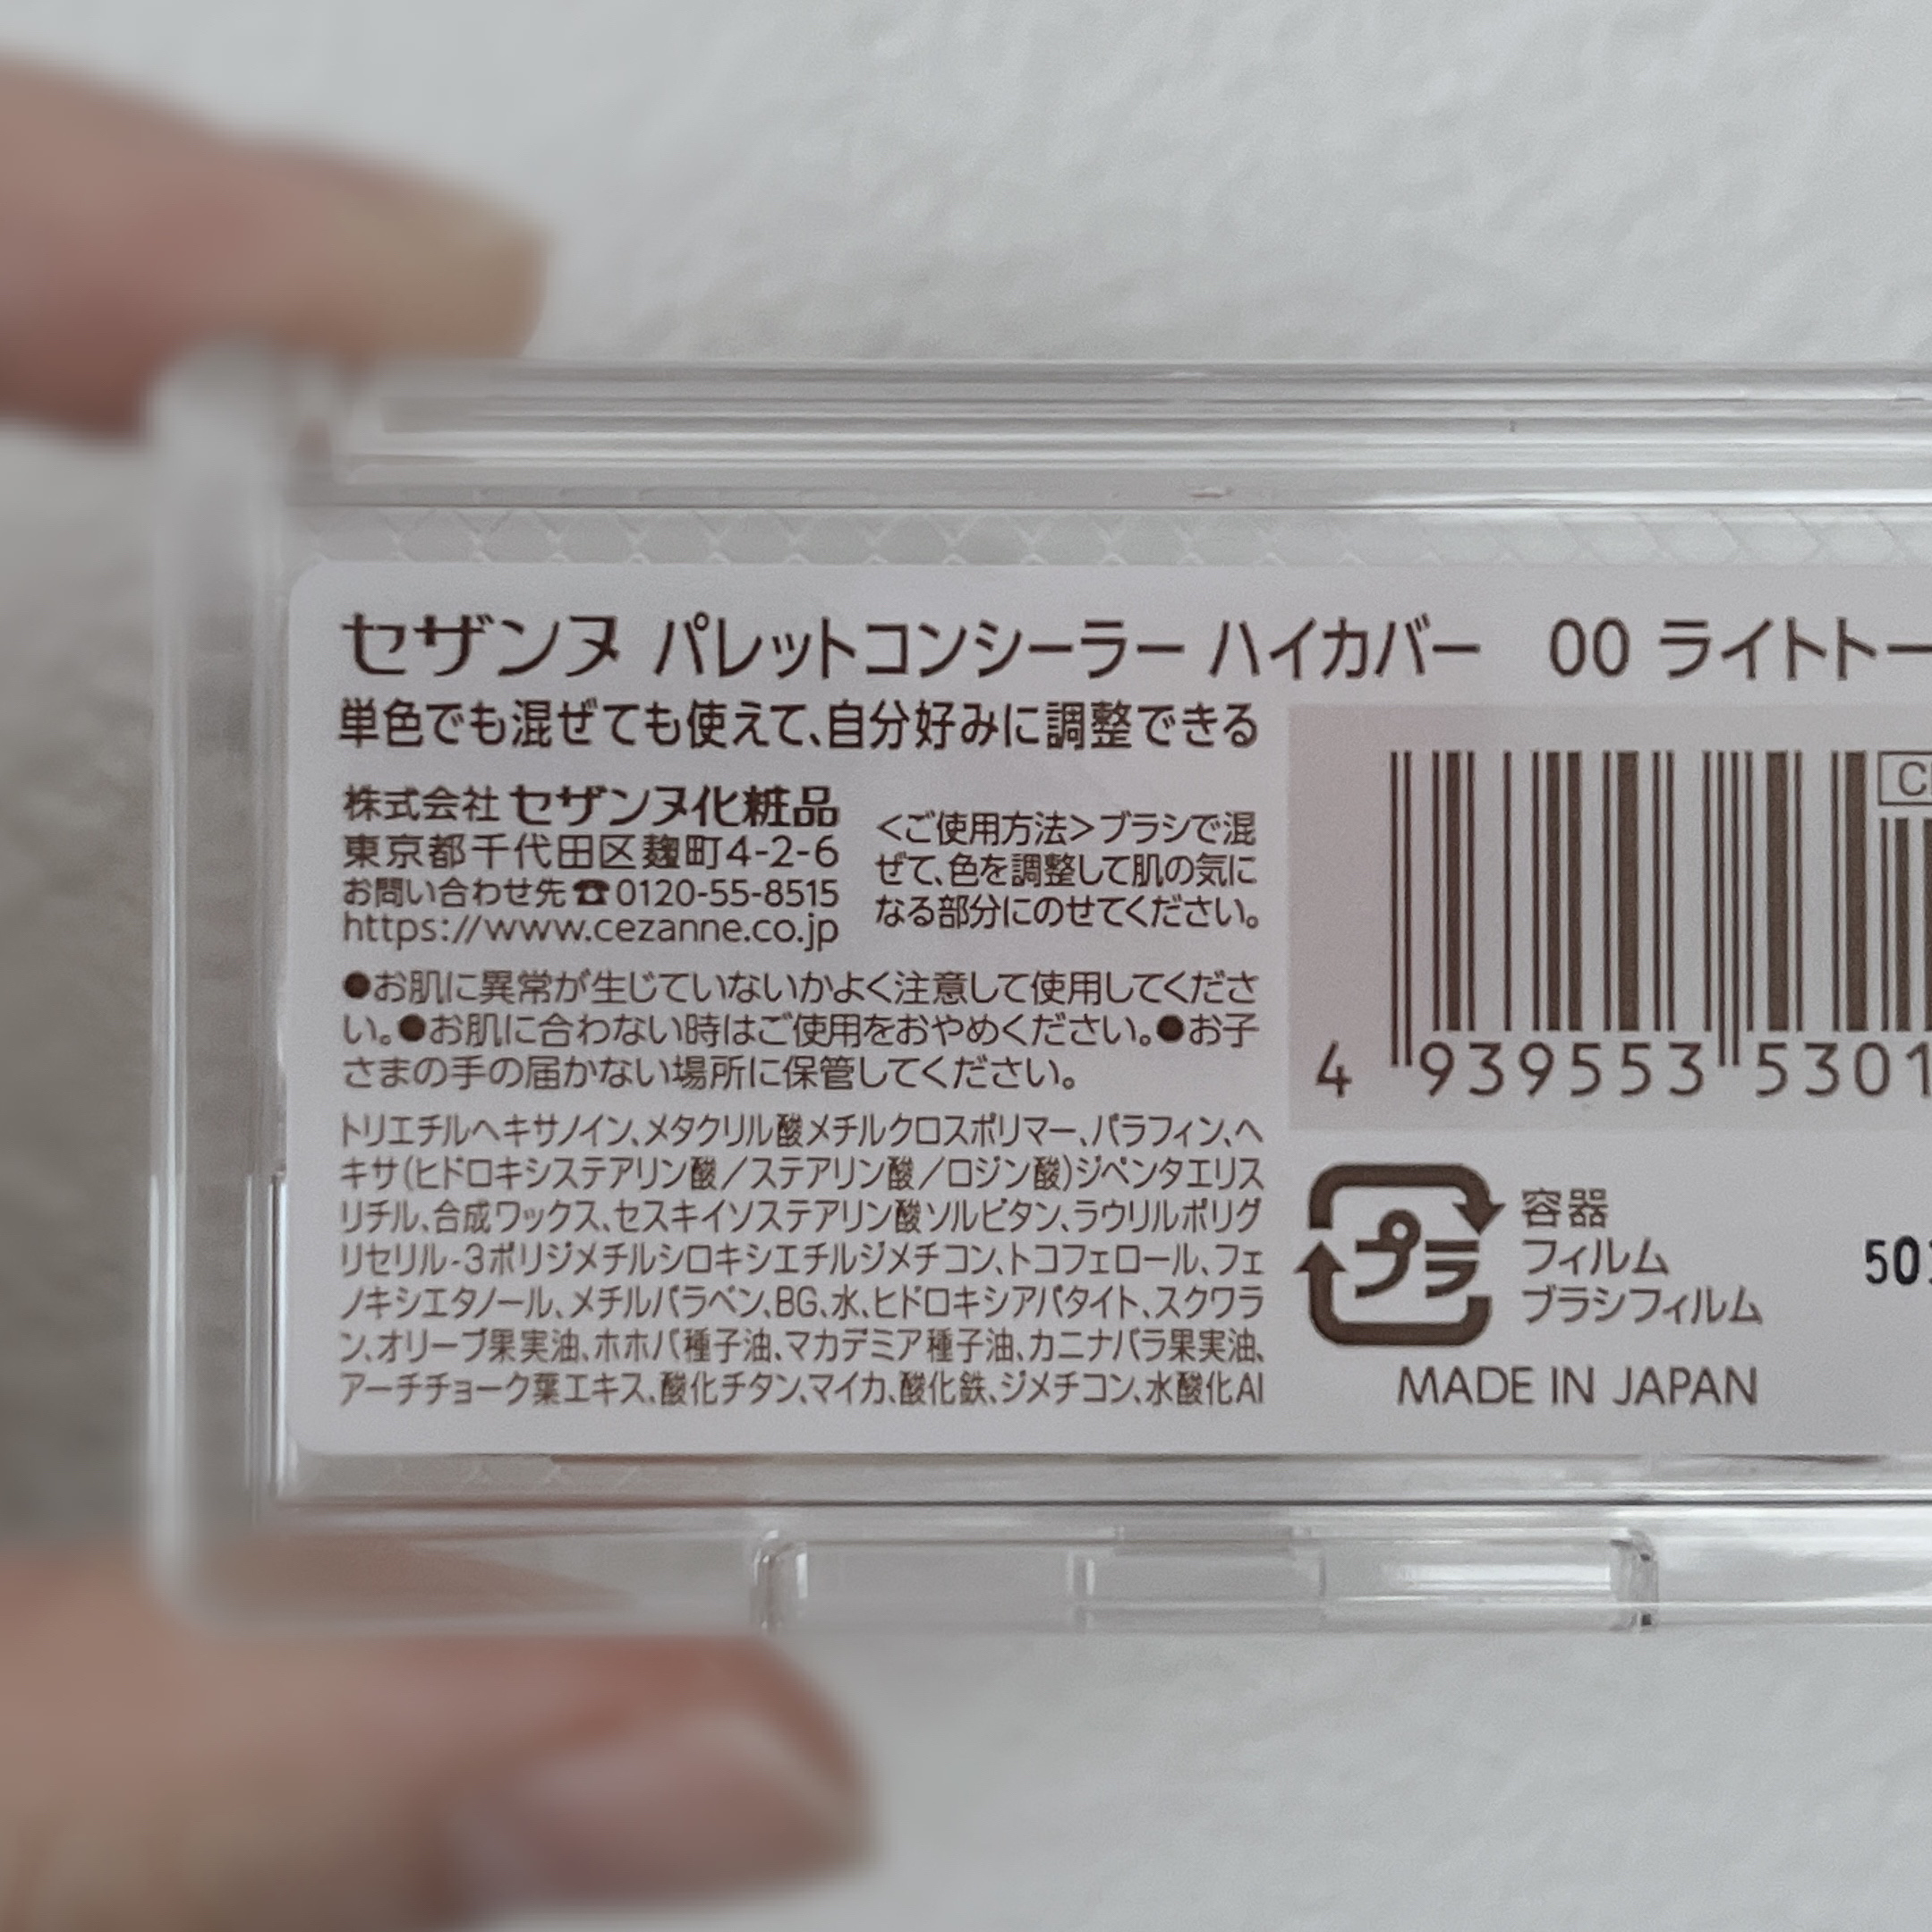 セザンヌ パレットコンシーラー ハイカバー 00 ライトトー
単色でも混ぜても使えて、自分好みに調整できる
株式会社 セザンヌ化粧品
東京都千代田区麹町4-2-6
お問い合わせ先☎0120-55-8515
https://www.cezanne.co.jp
<ご使用方法>ブラシで混
ぜて、色を調整して肌の気に
なる部分にのせてください。
●お肌に異常が生じていないかよく注意して使用してくださ
い。●お肌に合わない時はご使用をおやめください。●お子
さまの手の届かない場所に保管してください。
トリエチルヘキサノイン、メタクリル酸メチルクロスポリマー、パラフィン、ヘ
キサ(ヒドロキシステアリン酸/ステアリン酸/ロジン酸)ジペンタエリス
リチル、合成ワックス、セスキイソステアリン酸ソルビタン、ラウリルポリグ
リセリル-3ポリジメチルシロキシエチルジメチコン、トコフェロール、フェ
ノキシエタノール、メチルパラベン、BG、水、ヒドロキシアパタイト、スクワラ
ン、オリーブ果実油、ホホバ種子油、マカデミア種子油、カニナバラ果実油、
アーチチョーク葉エキス、酸化チタン、マイカ、酸化鉄、ジメチコン、水酸化Al
4 939553 5301
プラ
容器
フィルム
ブラシフィルム
50
MADE IN JAPAN